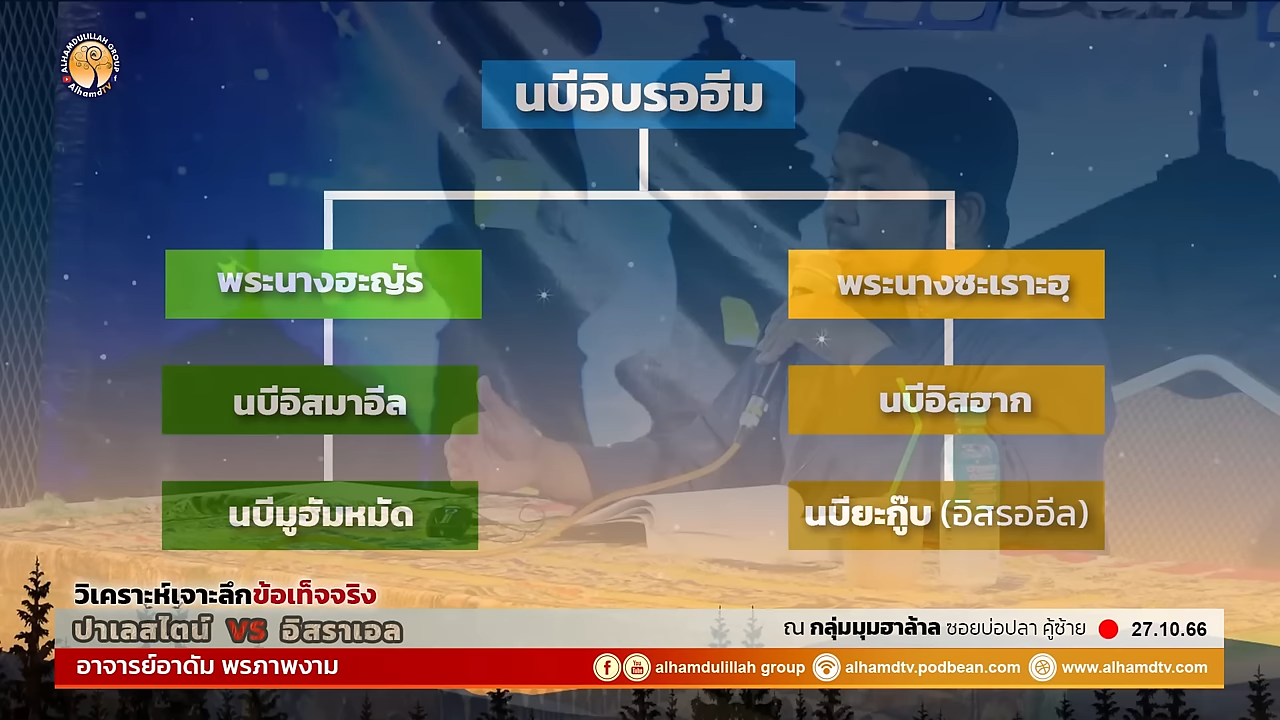 ALHAMDULILLAH GROUP
AlhamdTV
นบีอิบรอฮีม
พระนางฮะญัร
พระนางซะเราะฮฺ
นบีอิสมาอีล
นบีอิสฮาก
นบีมูฮัมหมัด
นบียะกู๊บ (อิสรออีล)
วิเคราะห์เจาะลึกข้อเท็จจริง
ปาเลสไตน์ VS อิสราเอล
ณ กลุ่มมุมฮาล้าล ซอยบ่อปลา คู้ซ้าย 27.10.66
อาจารย์อาดัม พรภาพงาม
alhamdulillah group alhamdtv.podbean.com www.alhamdtv.com